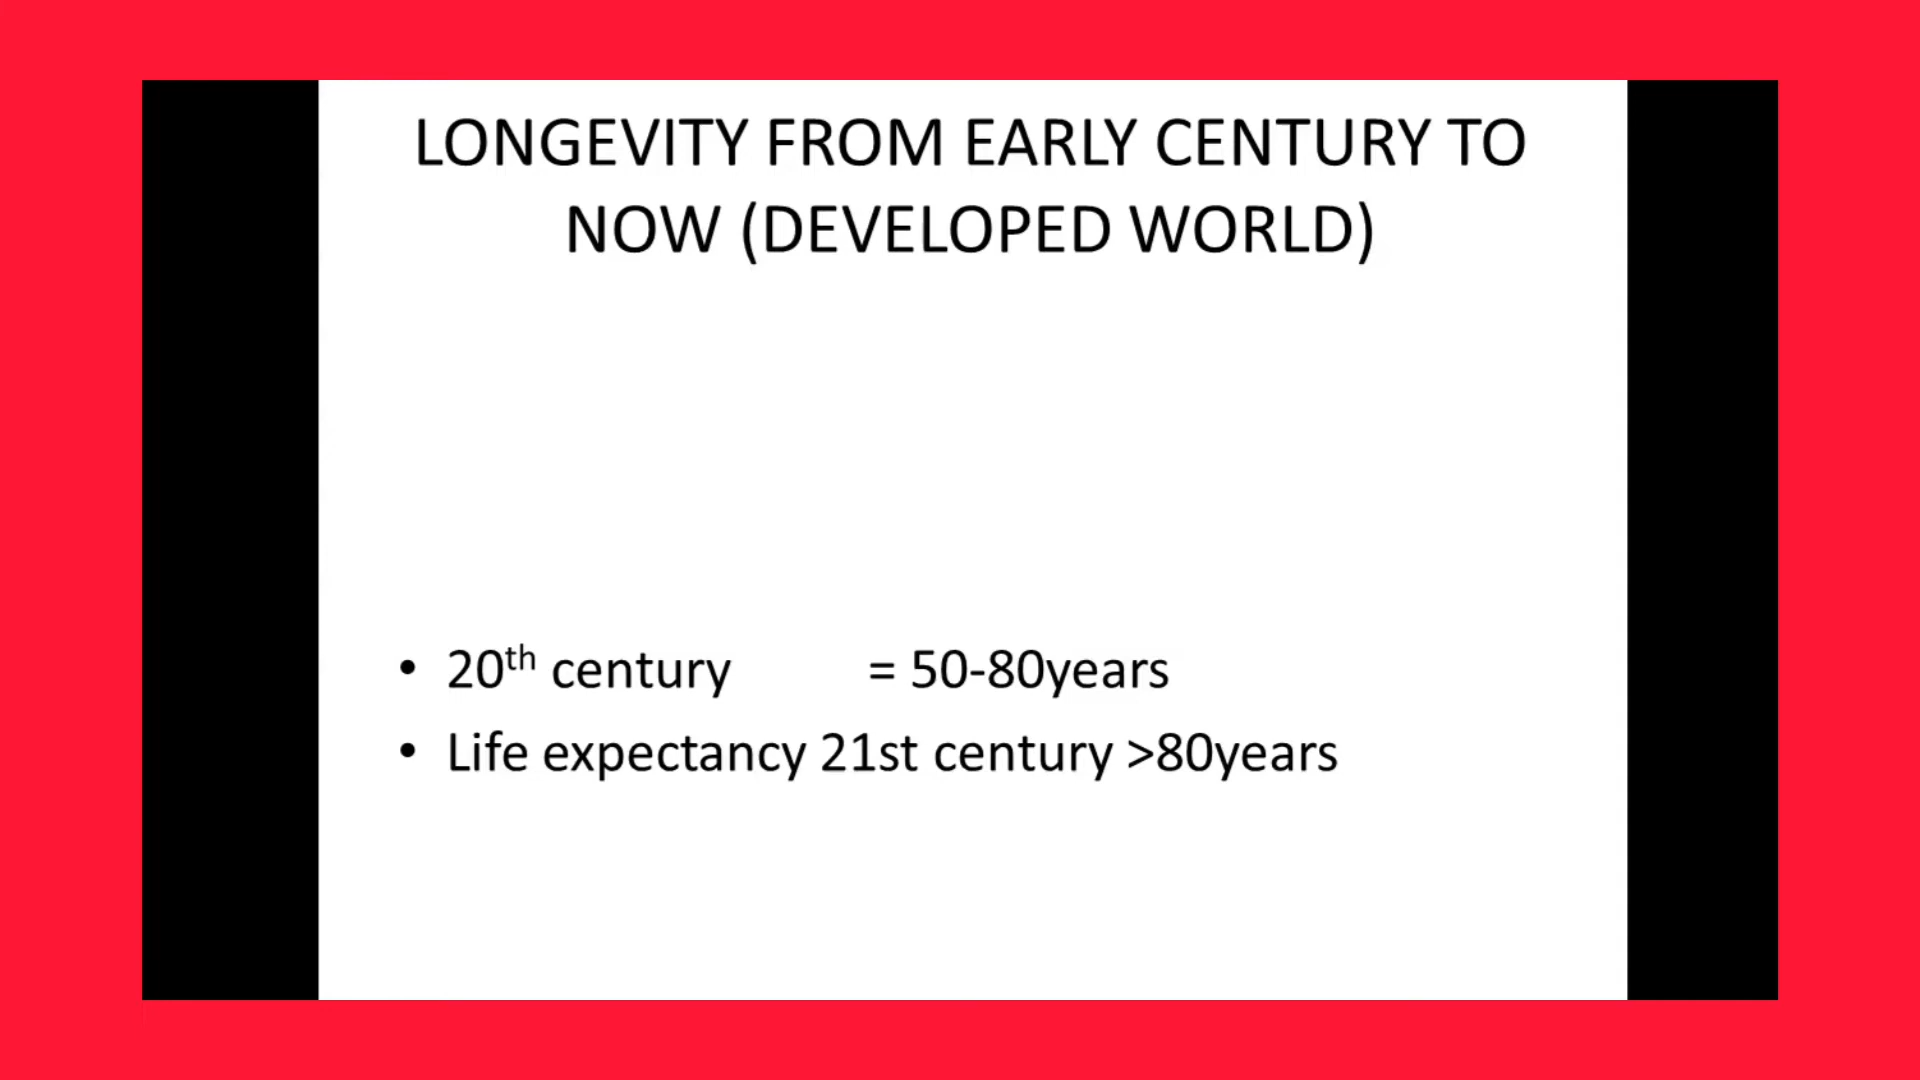 LONGEVITY FROM EARLY CENTURY TO
NOW (DEVELOPED WORLD)
• 20th century = 50-80years
• Life expectancy 21st century >80years